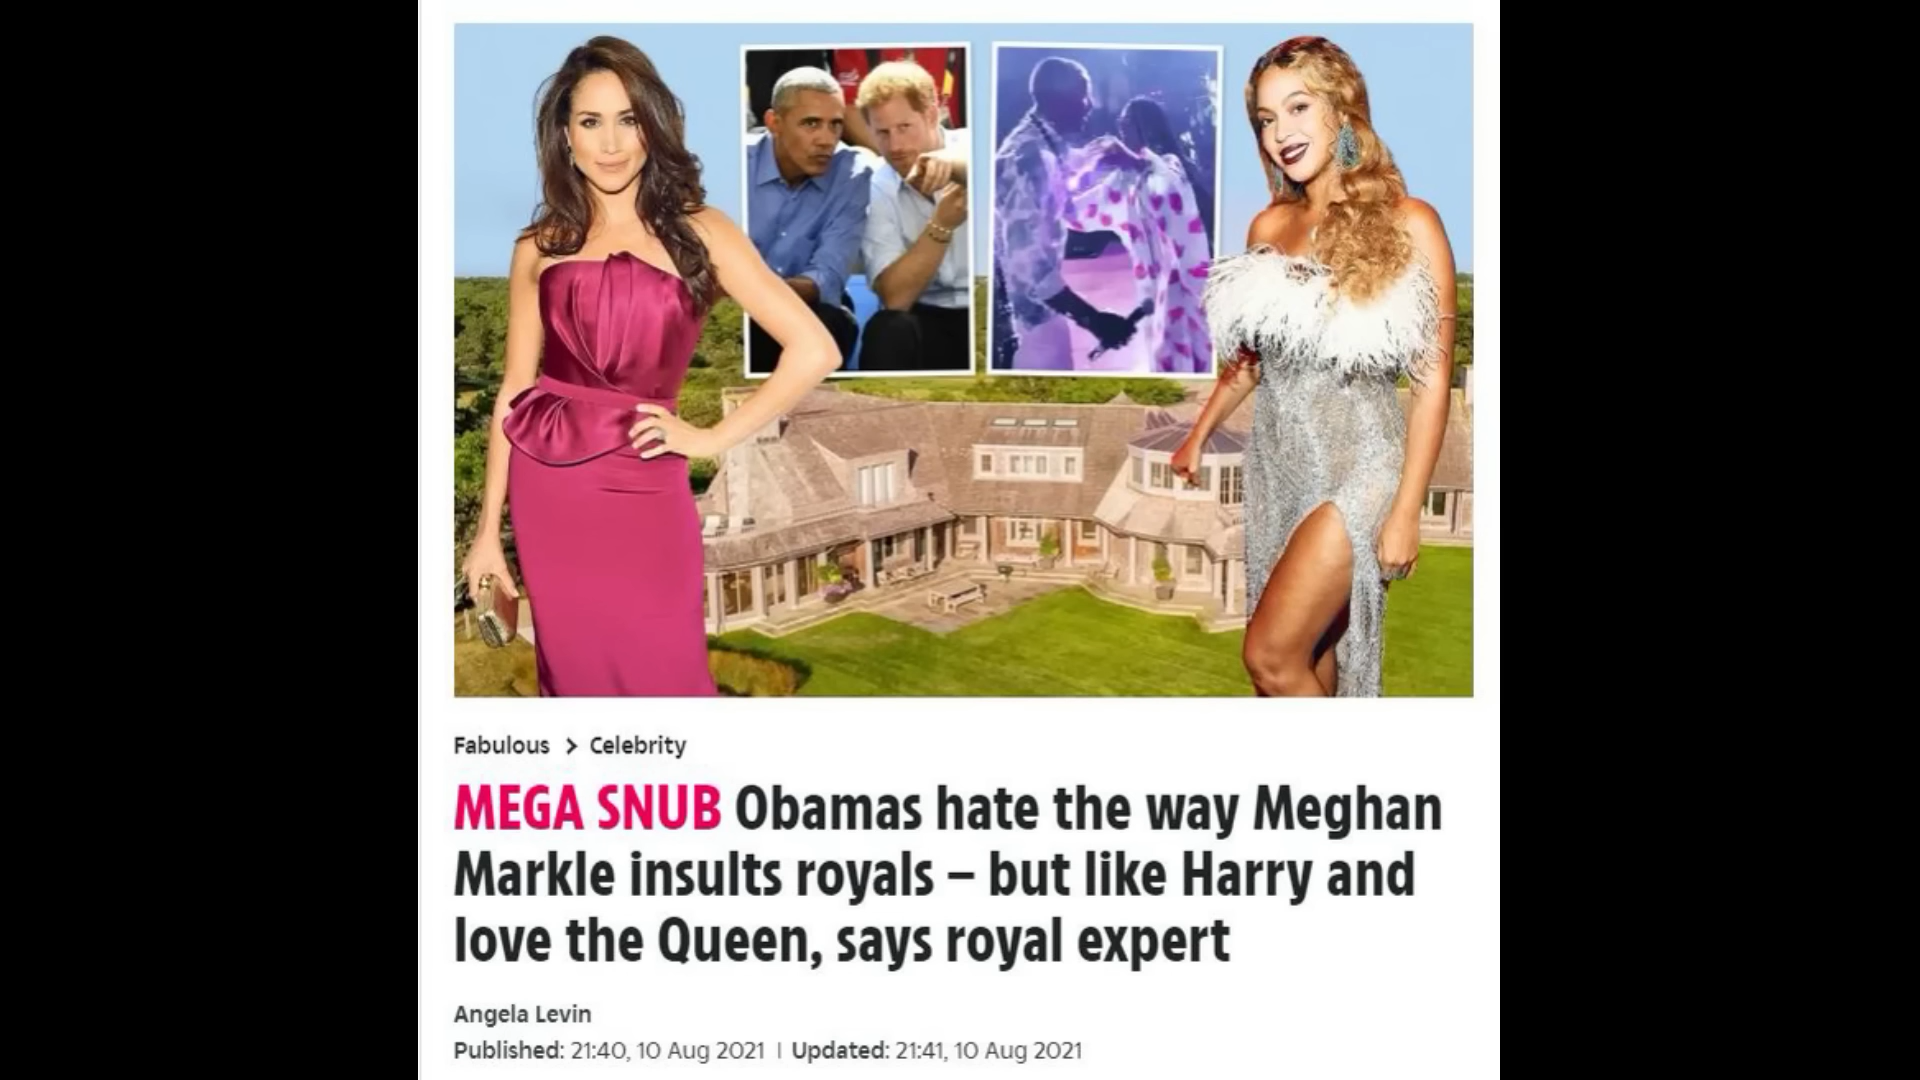 Fabulous > Celebrity
MEGA SNUB Obamas hate the way Meghan
Markle insults royals – but like Harry and
love the Queen, says royal expert
Angela Levin
Published: 21:40, 10 Aug 2021 | Updated: 21:41, 10 Aug 2021